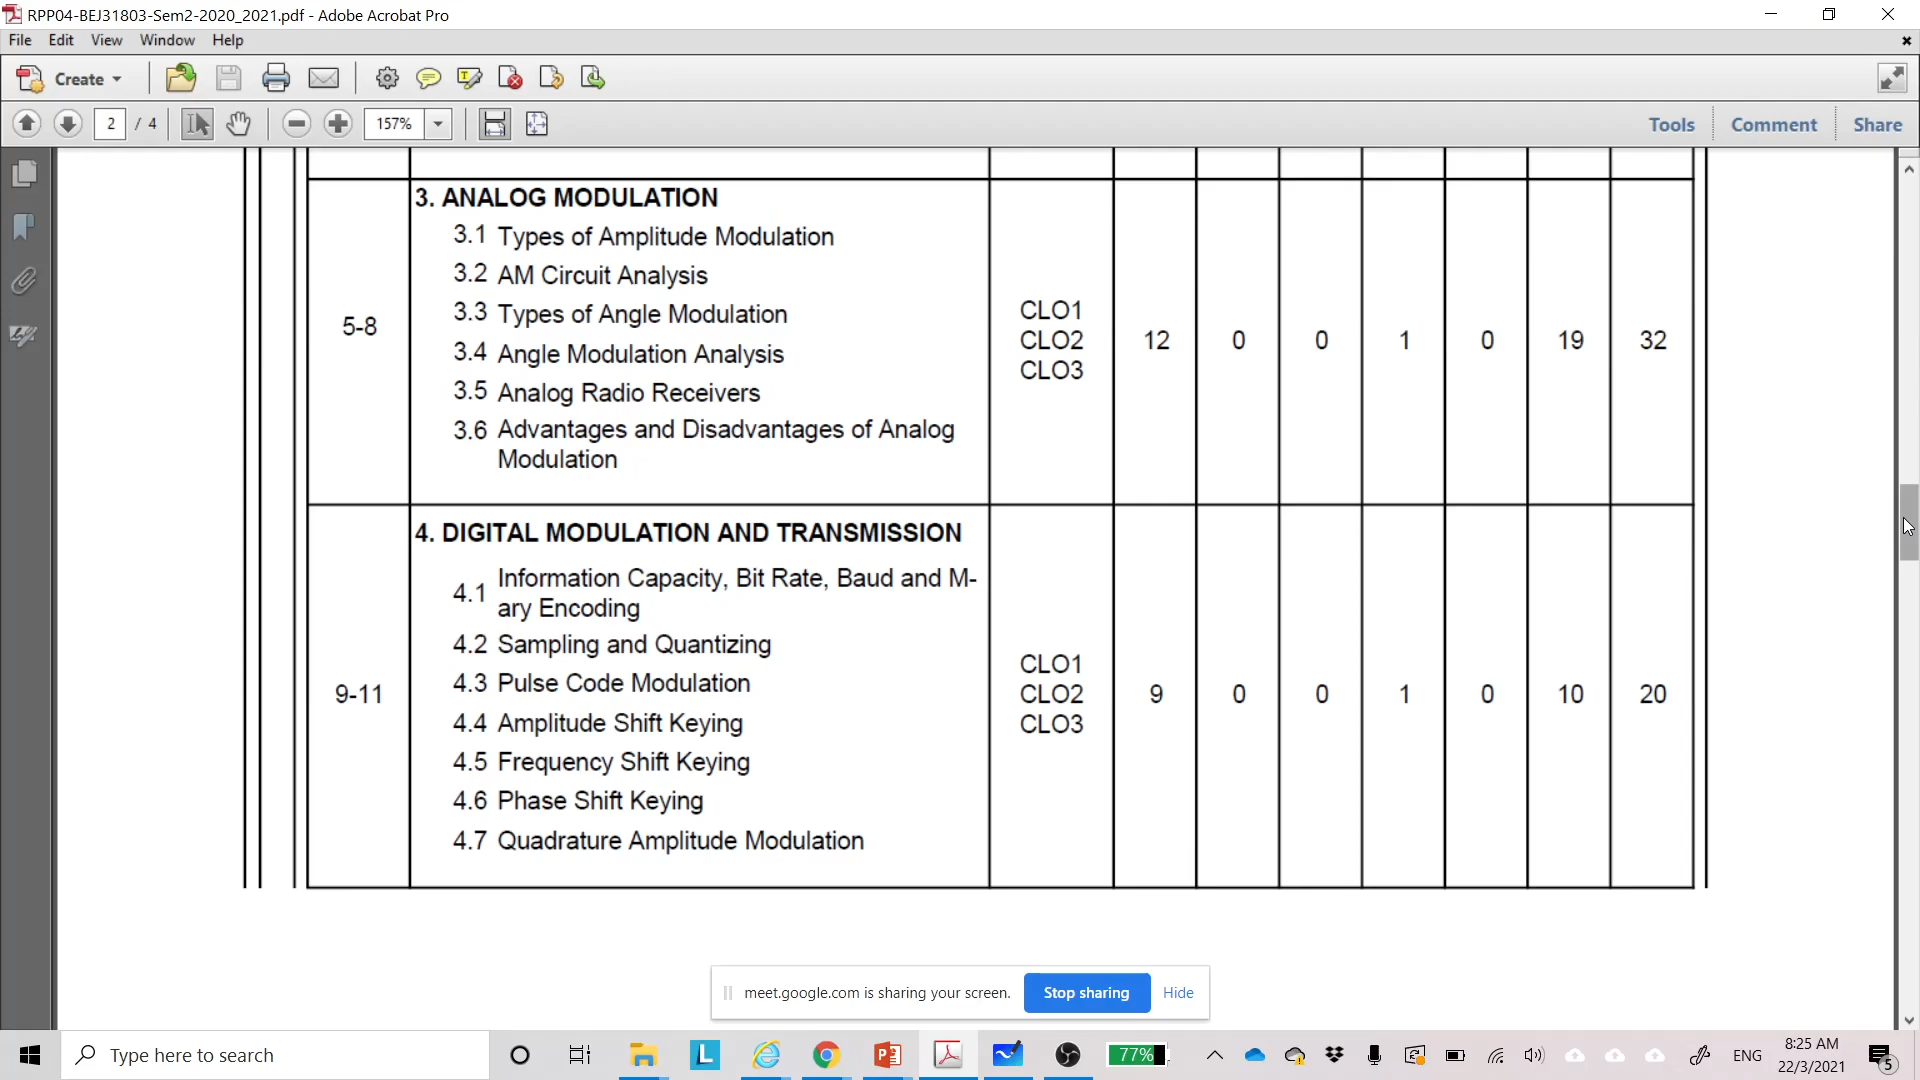 RPP04-BEJ31803-Sem2-2020_2021.pdf - Adobe Acrobat Pro
File Edit View Window Help
Create
2 / 4 157% Tools Comment Share
3. ANALOG MODULATION
3.1 Types of Amplitude Modulation
3.2 AM Circuit Analysis
3.3 Types of Angle Modulation
3.4 Angle Modulation Analysis
3.5 Analog Radio Receivers
3.6 Advantages and Disadvantages of Analog
Modulation
5-8
CLO1
CLO2
CLO3
12 0 0 1 0 19 32
4. DIGITAL MODULATION AND TRANSMISSION
4.1 Information Capacity, Bit Rate, Baud and M-
ary Encoding
4.2 Sampling and Quantizing
4.3 Pulse Code Modulation
4.4 Amplitude Shift Keying
4.5 Frequency Shift Keying
4.6 Phase Shift Keying
4.7 Quadrature Amplitude Modulation
9-11
CLO1
CLO2
CLO3
9 0 0 1 0 10 20
meet.google.com is sharing your screen. Stop sharing Hide
Type here to search
77%
ENG
8:25 AM
22/3/2021
5